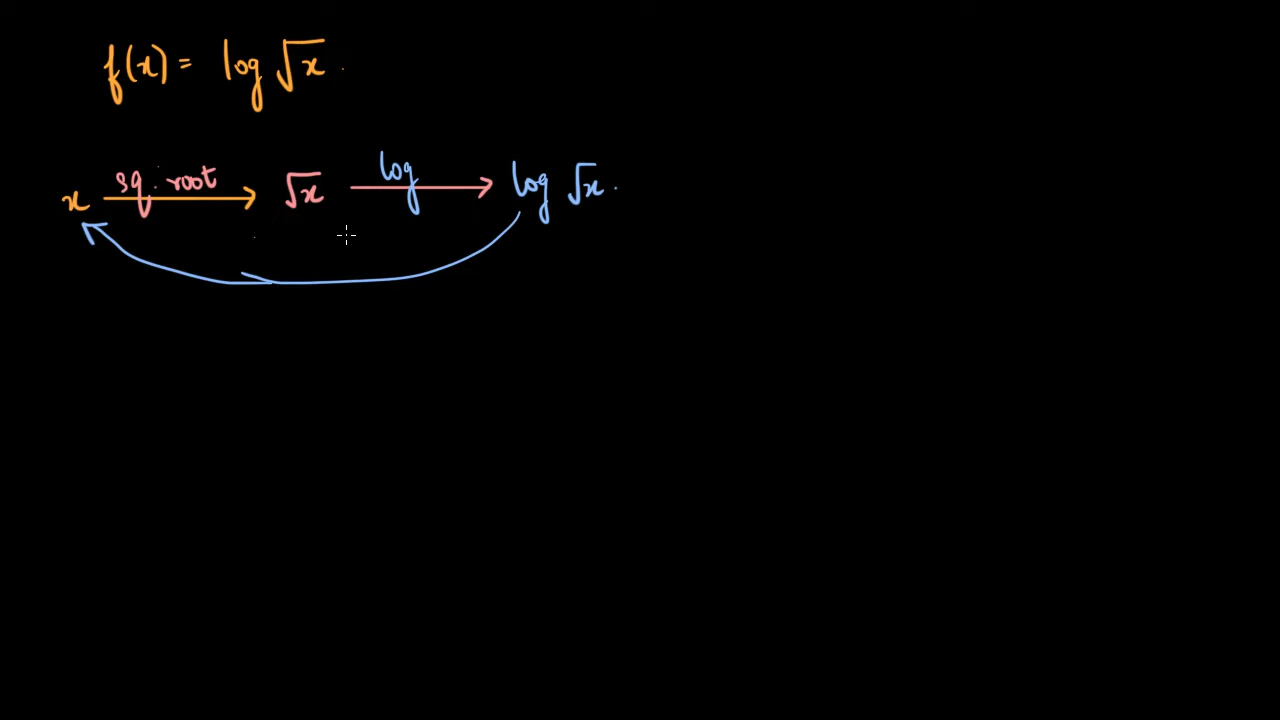 f(x) = log √x
x sq. root √x log log √x.